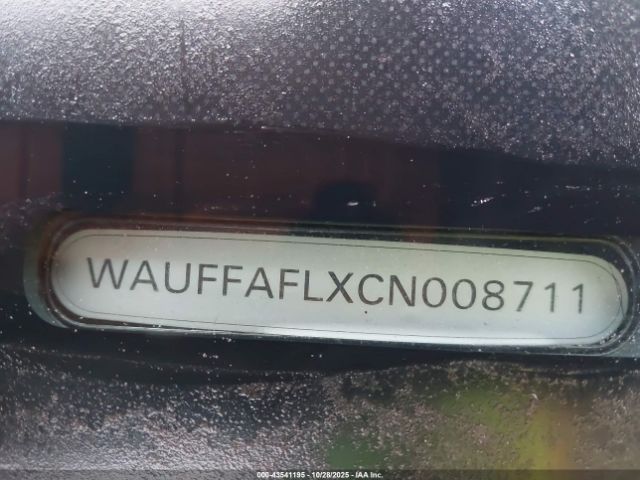 WAUFFAFLXCN008711
000-43541195 • 10/28/2025 • IAA Inc.